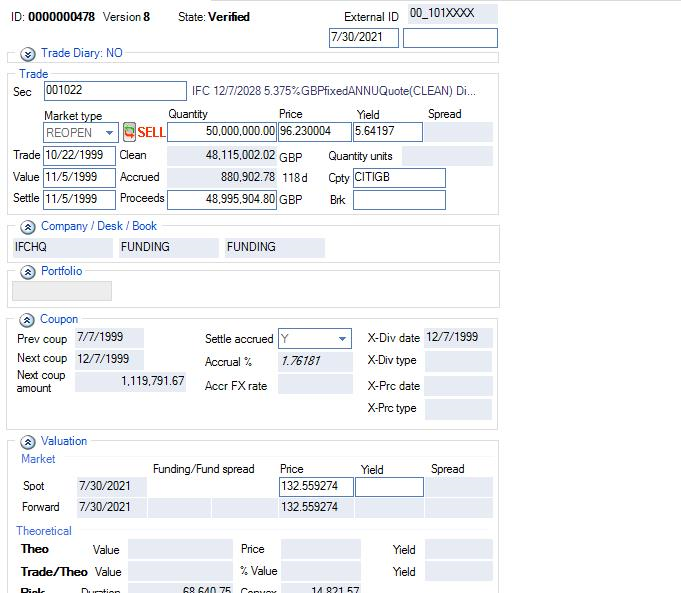 ID: 0000000478 Version 8 State: Verified External ID 00_101XXXX
7/30/2021
Trade Diary: NO
Trade
Sec 001022 IFC 12/7/2028 5.375%GBPfixedANNUQuote(CLEAN) Di...
Market type Quantity Price Yield Spread
REOPEN SELL 50,000,000.00 96.230004 5.64197
Trade 10/22/1999 Clean 48,115,002.02 GBP Quantity units
Value 11/5/1999 Accrued 880,902.78 118d Cpty CITIGB
Settle 11/5/1999 Proceeds 48,995,904.80 GBP Brk
Company / Desk / Book
IFCHQ FUNDING FUNDING
Portfolio
Coupon
Prev coup 7/7/1999 Settle accrued Y X-Div date 12/7/1999
Next coup 12/7/1999 Accrual % 1.76181 X-Div type
Next coup amount 1,119,791.67 Accr FX rate X-Prc date
X-Prc type
Valuation
Market
Funding/Fund spread Price Yield Spread
Spot 7/30/2021 132.559274
Forward 7/30/2021 132.559274
Theoretical
Theo Value Price Yield
Trade/Theo Value % Value Yield
Risk Duration 68,640.75 Convex 14,821.57